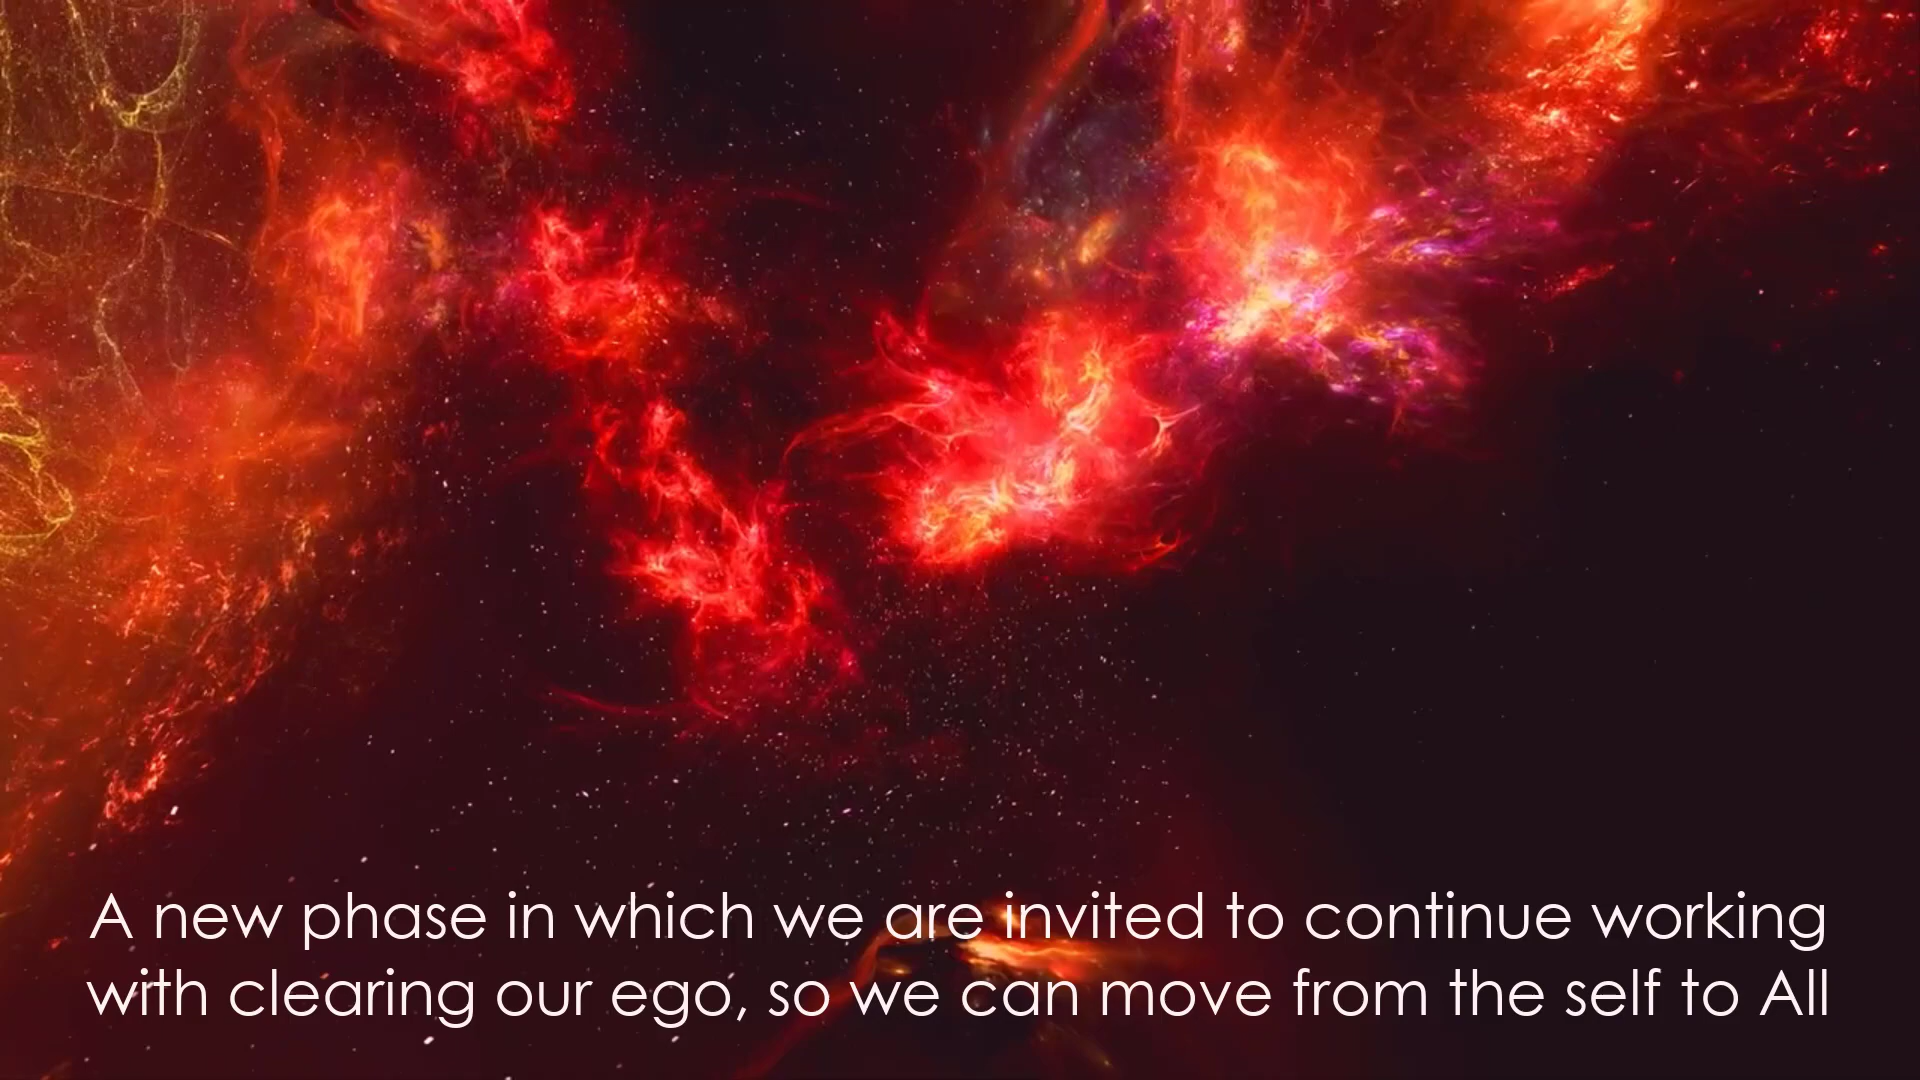 A new phase in which we are invited to continue working
with clearing our ego, so we can move from the self to All